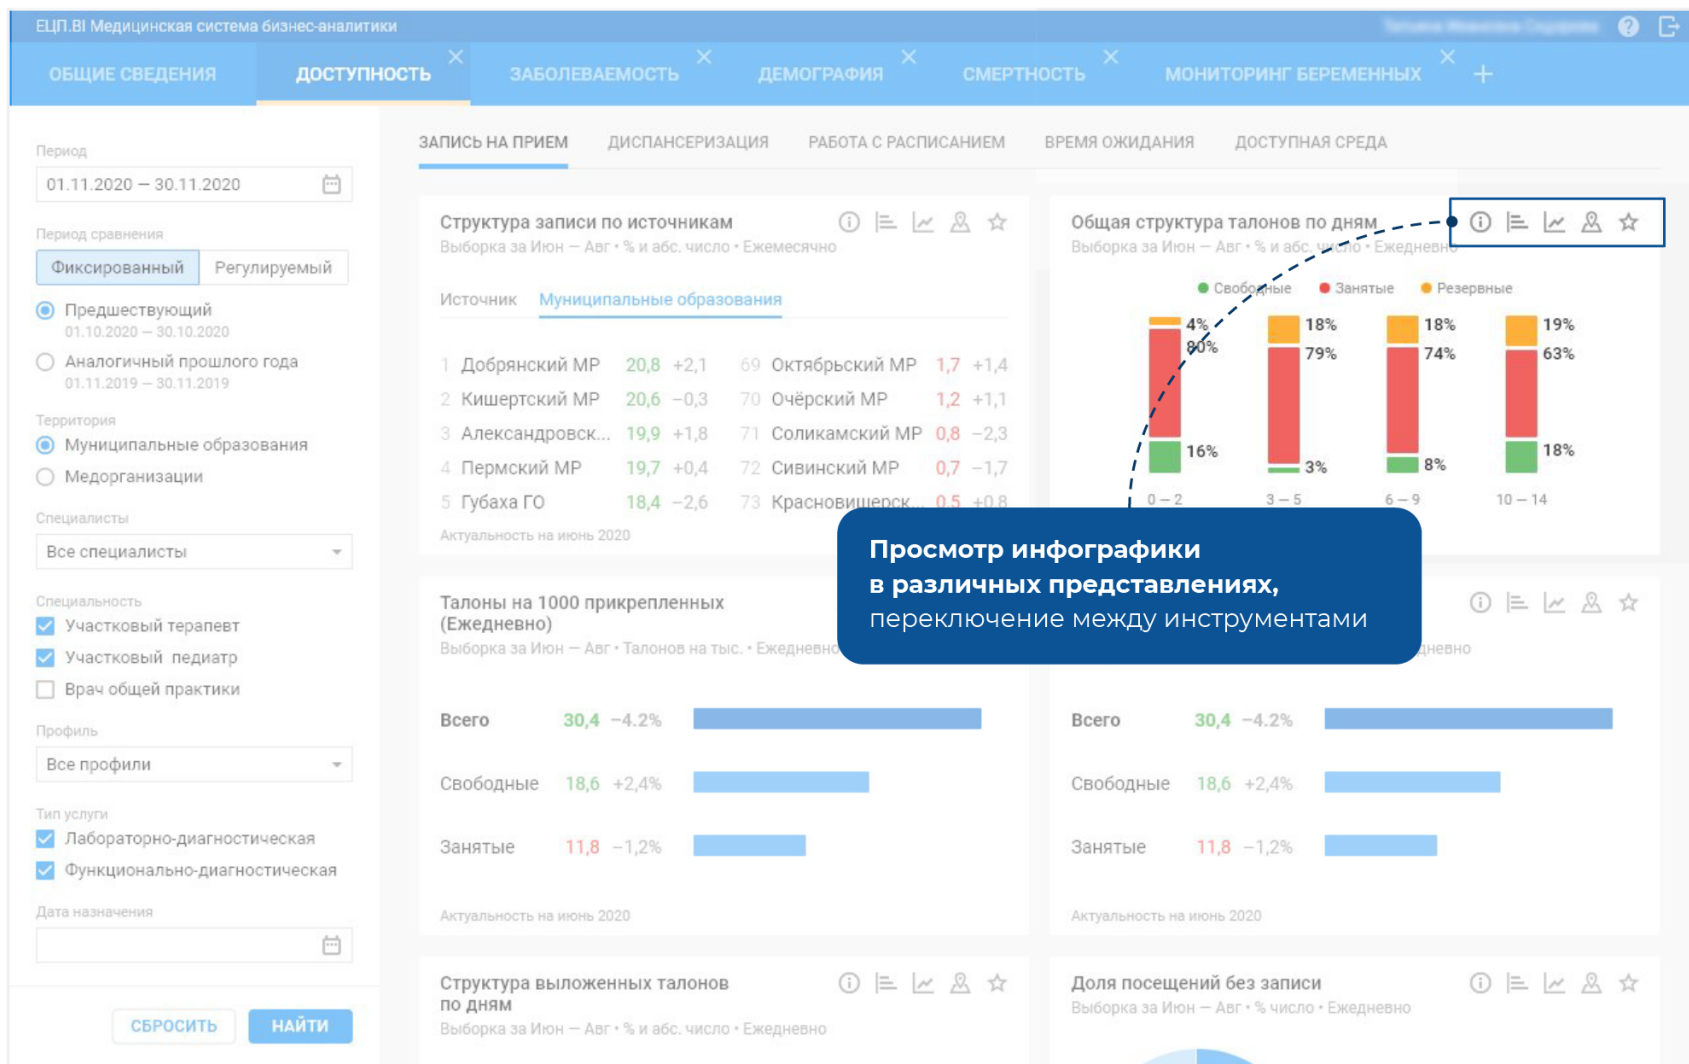 ЕЦП.BI Медицинская система бизнес-аналитики
ОБЩИЕ СВЕДЕНИЯ
ДОСТУПНОСТЬ
ЗАБОЛЕВАЕМОСТЬ
ДЕМОГРАФИЯ
СМЕРТНОСТЬ
МОНИТОРИНГ БЕРЕМЕННЫХ
Период
01.11.2020 — 30.11.2020
Период сравнения
Фиксированный
Регулируемый
Предшествующий
01.10.2020 — 30.10.2020
Аналогичный прошлого года
01.11.2019 — 30.11.2019
Территория
Муниципальные образования
Медорганизации
Специалисты
Все специалисты
Специальность
Участковый терапевт
Участковый педиатр
Врач общей практики
Профиль
Все профили
Тип услуги
Лабораторно-диагностическая
Функционально-диагностическая
Дата назначения
СБРОСИТЬ
НАЙТИ
ЗАПИСЬ НА ПРИЕМ
ДИСПАНСЕРИЗАЦИЯ
РАБОТА С РАСПИСАНИЕМ
ВРЕМЯ ОЖИДАНИЯ
ДОСТУПНАЯ СРЕДА
Структура записи по источникам
Выборка за Июн — Авг • % и абс. число • Ежемесячно
Источник
Муниципальные образования
1 Добрянский МР 20,8 +2,1
2 Кишертский МР 20,6 −0,3
3 Александровск... 19,9 +1,8
4 Пермский МР 19,7 +0,4
5 Губаха ГО 18,4 −2,6
69 Октябрьский МР 1,7 +1,4
70 Очёрский МР 1,2 +1,1
71 Соликамский МР 0,8 −2,3
72 Сивинский МР 0,7 −1,7
73 Красновишерск... 0,5 +0,8
Актуальность на июнь 2020
Общая структура талонов по дням
Выборка за Июн — Авг • % и абс. число • Ежедневно
Свободные
Занятые
Резервные
4%
80%
16%
0 — 2
18%
79%
3%
3 — 5
18%
74%
8%
6 — 9
19%
63%
18%
10 — 14
Просмотр инфографики
в различных представлениях,
переключение между инструментами
Талоны на 1000 прикрепленных
(Ежедневно)
Выборка за Июн — Авг • Талонов на тыс. • Ежедневно
Всего 30,4 −4.2%
Свободные 18,6 +2,4%
Занятые 11,8 −1,2%
Актуальность на июнь 2020
Всего 30,4 −4.2%
Свободные 18,6 +2,4%
Занятые 11,8 −1,2%
Актуальность на июнь 2020
Структура выложенных талонов
по дням
Выборка за Июн — Авг • % и абс. число • Ежедневно
Доля посещений без записи
Выборка за Июн — Авг • % число • Ежедневно